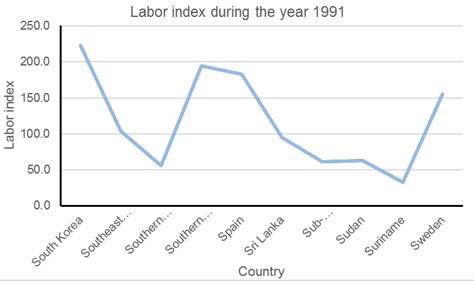 Labor index during the year 1991
250.0
200.0
150.0
100.0
50.0
0.0
Labor index
South Korea
Southeast...
Southern...
Southern...
Spain
Sri Lanka
Sub-...
Sudan
Suriname
Sweden
Country